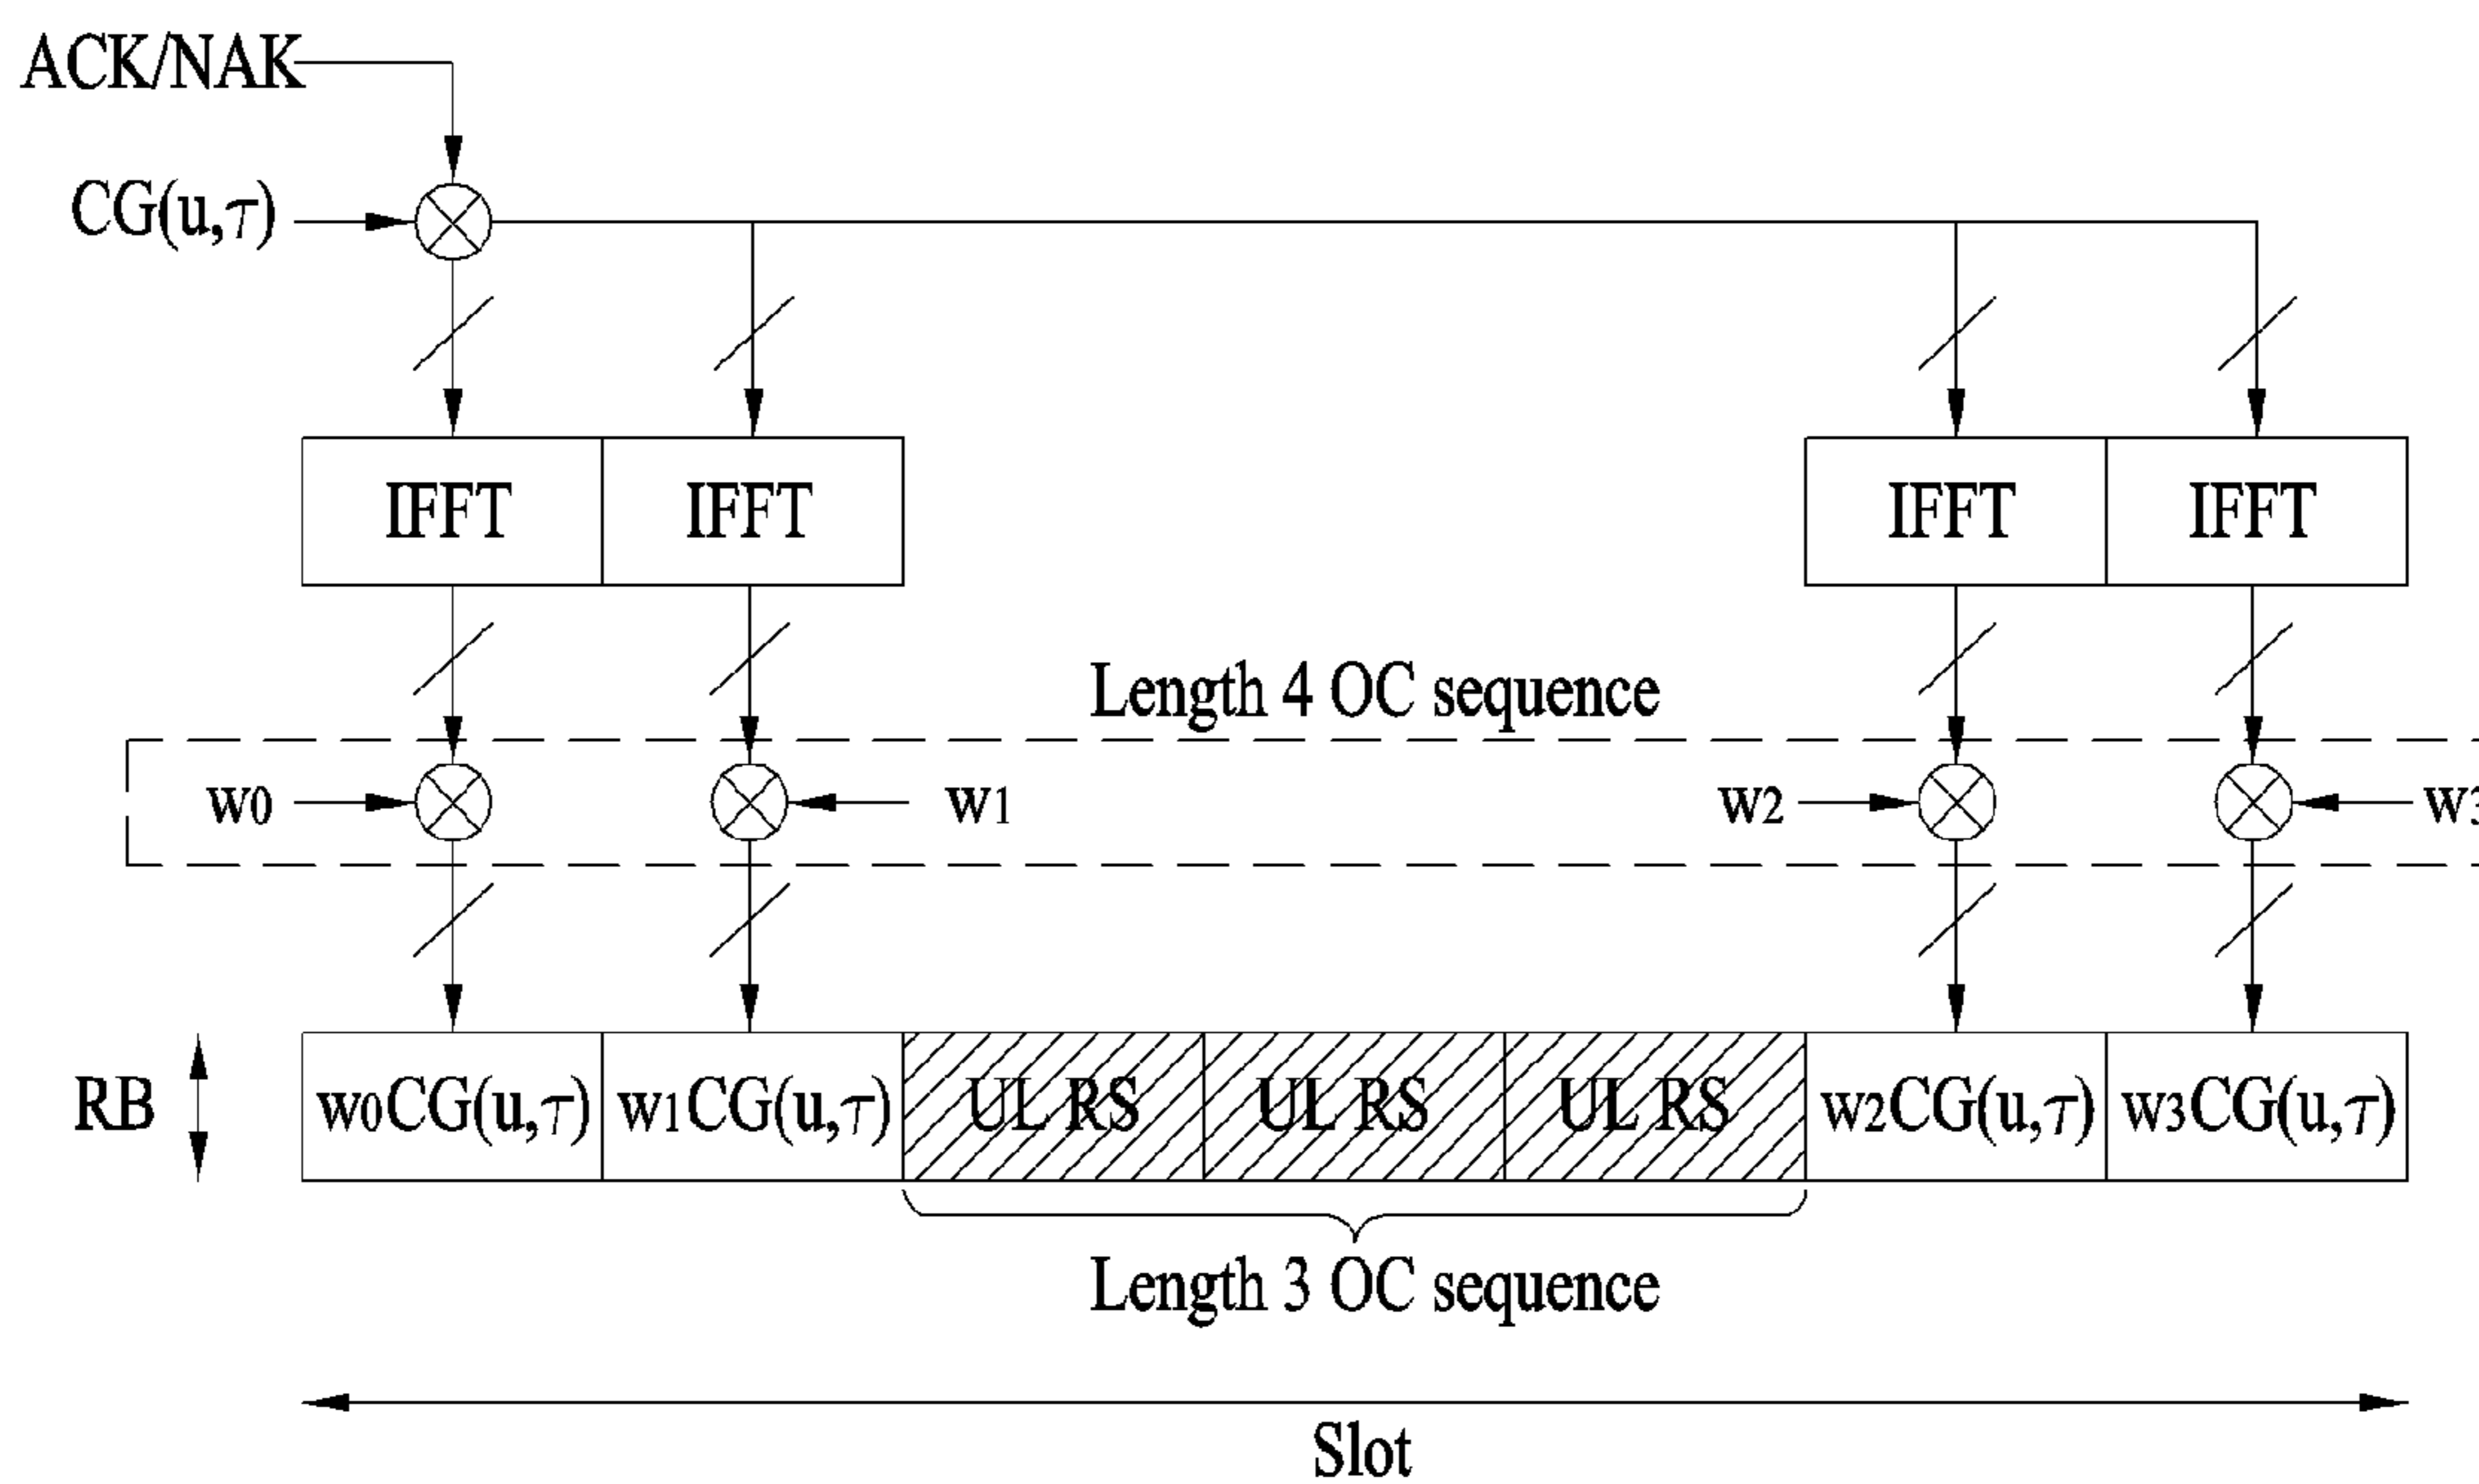 ACK/NAK
CG(u,τ)
IFFT IFFT IFFT IFFT
Length 4 OC sequence
w0 w1 w2 w3
RB w0CG(u,τ) w1CG(u,τ) UL RS UL RS UL RS w2CG(u,τ) w3CG(u,τ)
Length 3 OC sequence
Slot